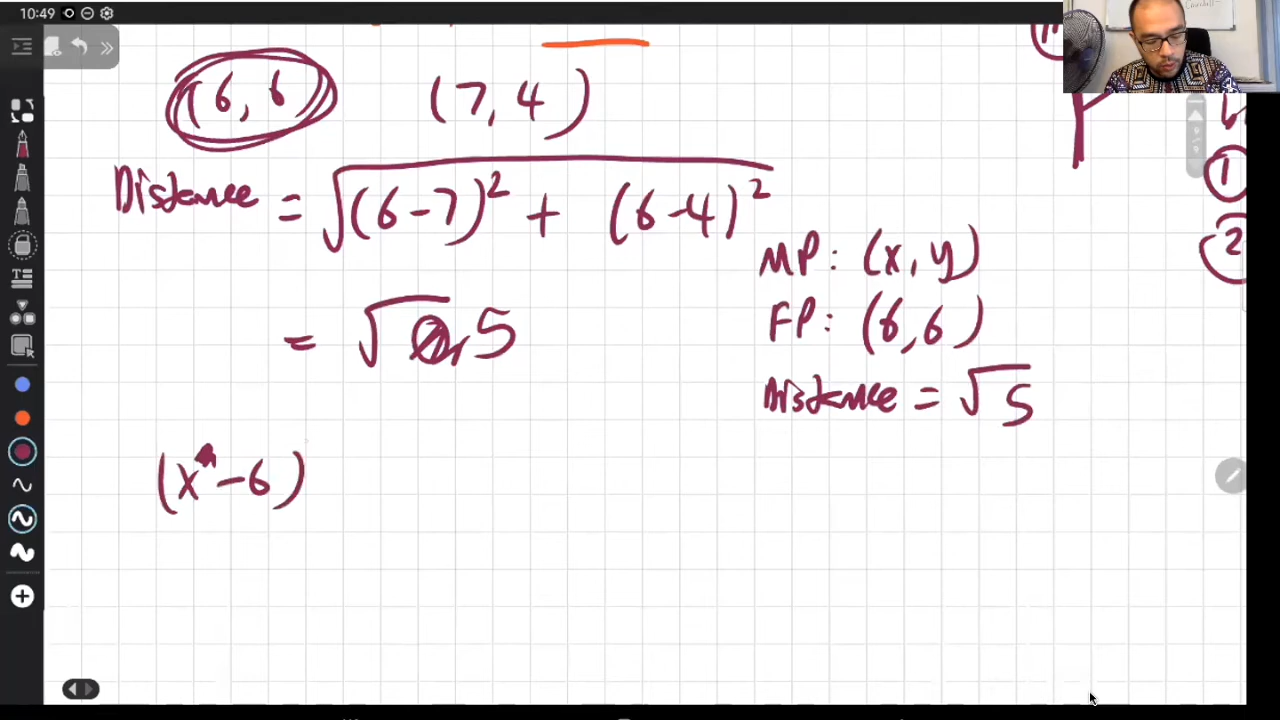 10:49
(6, 6) (7, 4)
Distance = √(6-7)² + (6-4)²
= √5
MP: (x, y)
FP: (6, 6)
Distance = √5
(x-6)
1
2